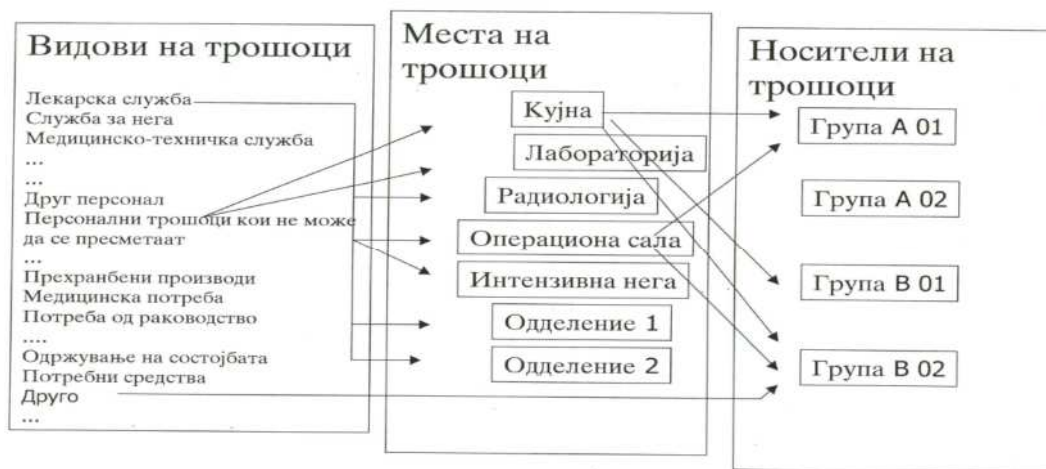 Видови на трошоци
Лекарска служба
Служба за нега
Медицинско-техничка служба
...
...
Друг персонал
Персонални трошоци кои не може
да се пресметаат
...
Прехранбени производи
Медицинска потреба
Потреба од раководство
....
Одржување на состојбата
Потребни средства
Друго
...
Места на
трошоци
Кујна
Лабораторија
Радиологија
Операциона сала
Интензивна нега
Одделение 1
Одделение 2
Носители на
трошоци
Група А 01
Група А 02
Група В 01
Група В 02